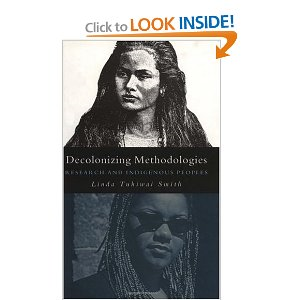 Click to LOOK INSIDE!
Decolonizing Methodologies
RESEARCH AND INDIGENOUS PEOPLES
Linda Tuhiwai Smith